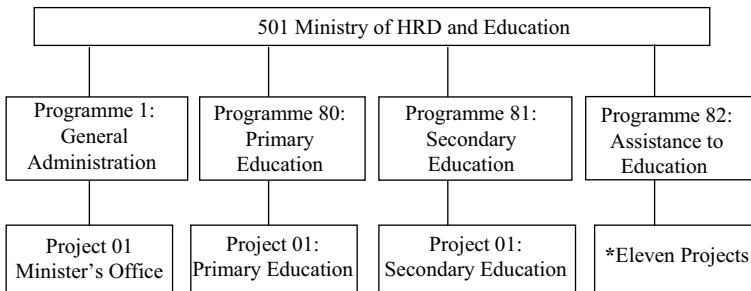 501 Ministry of HRD and Education
Programme 1:
General
Administration
Programme 80:
Primary
Education
Programme 81:
Secondary
Education
Programme 82:
Assistance to
Education
Project 01
Minister’s Office
Project 01:
Primary Education
Project 01:
Secondary Education
*Eleven Projects